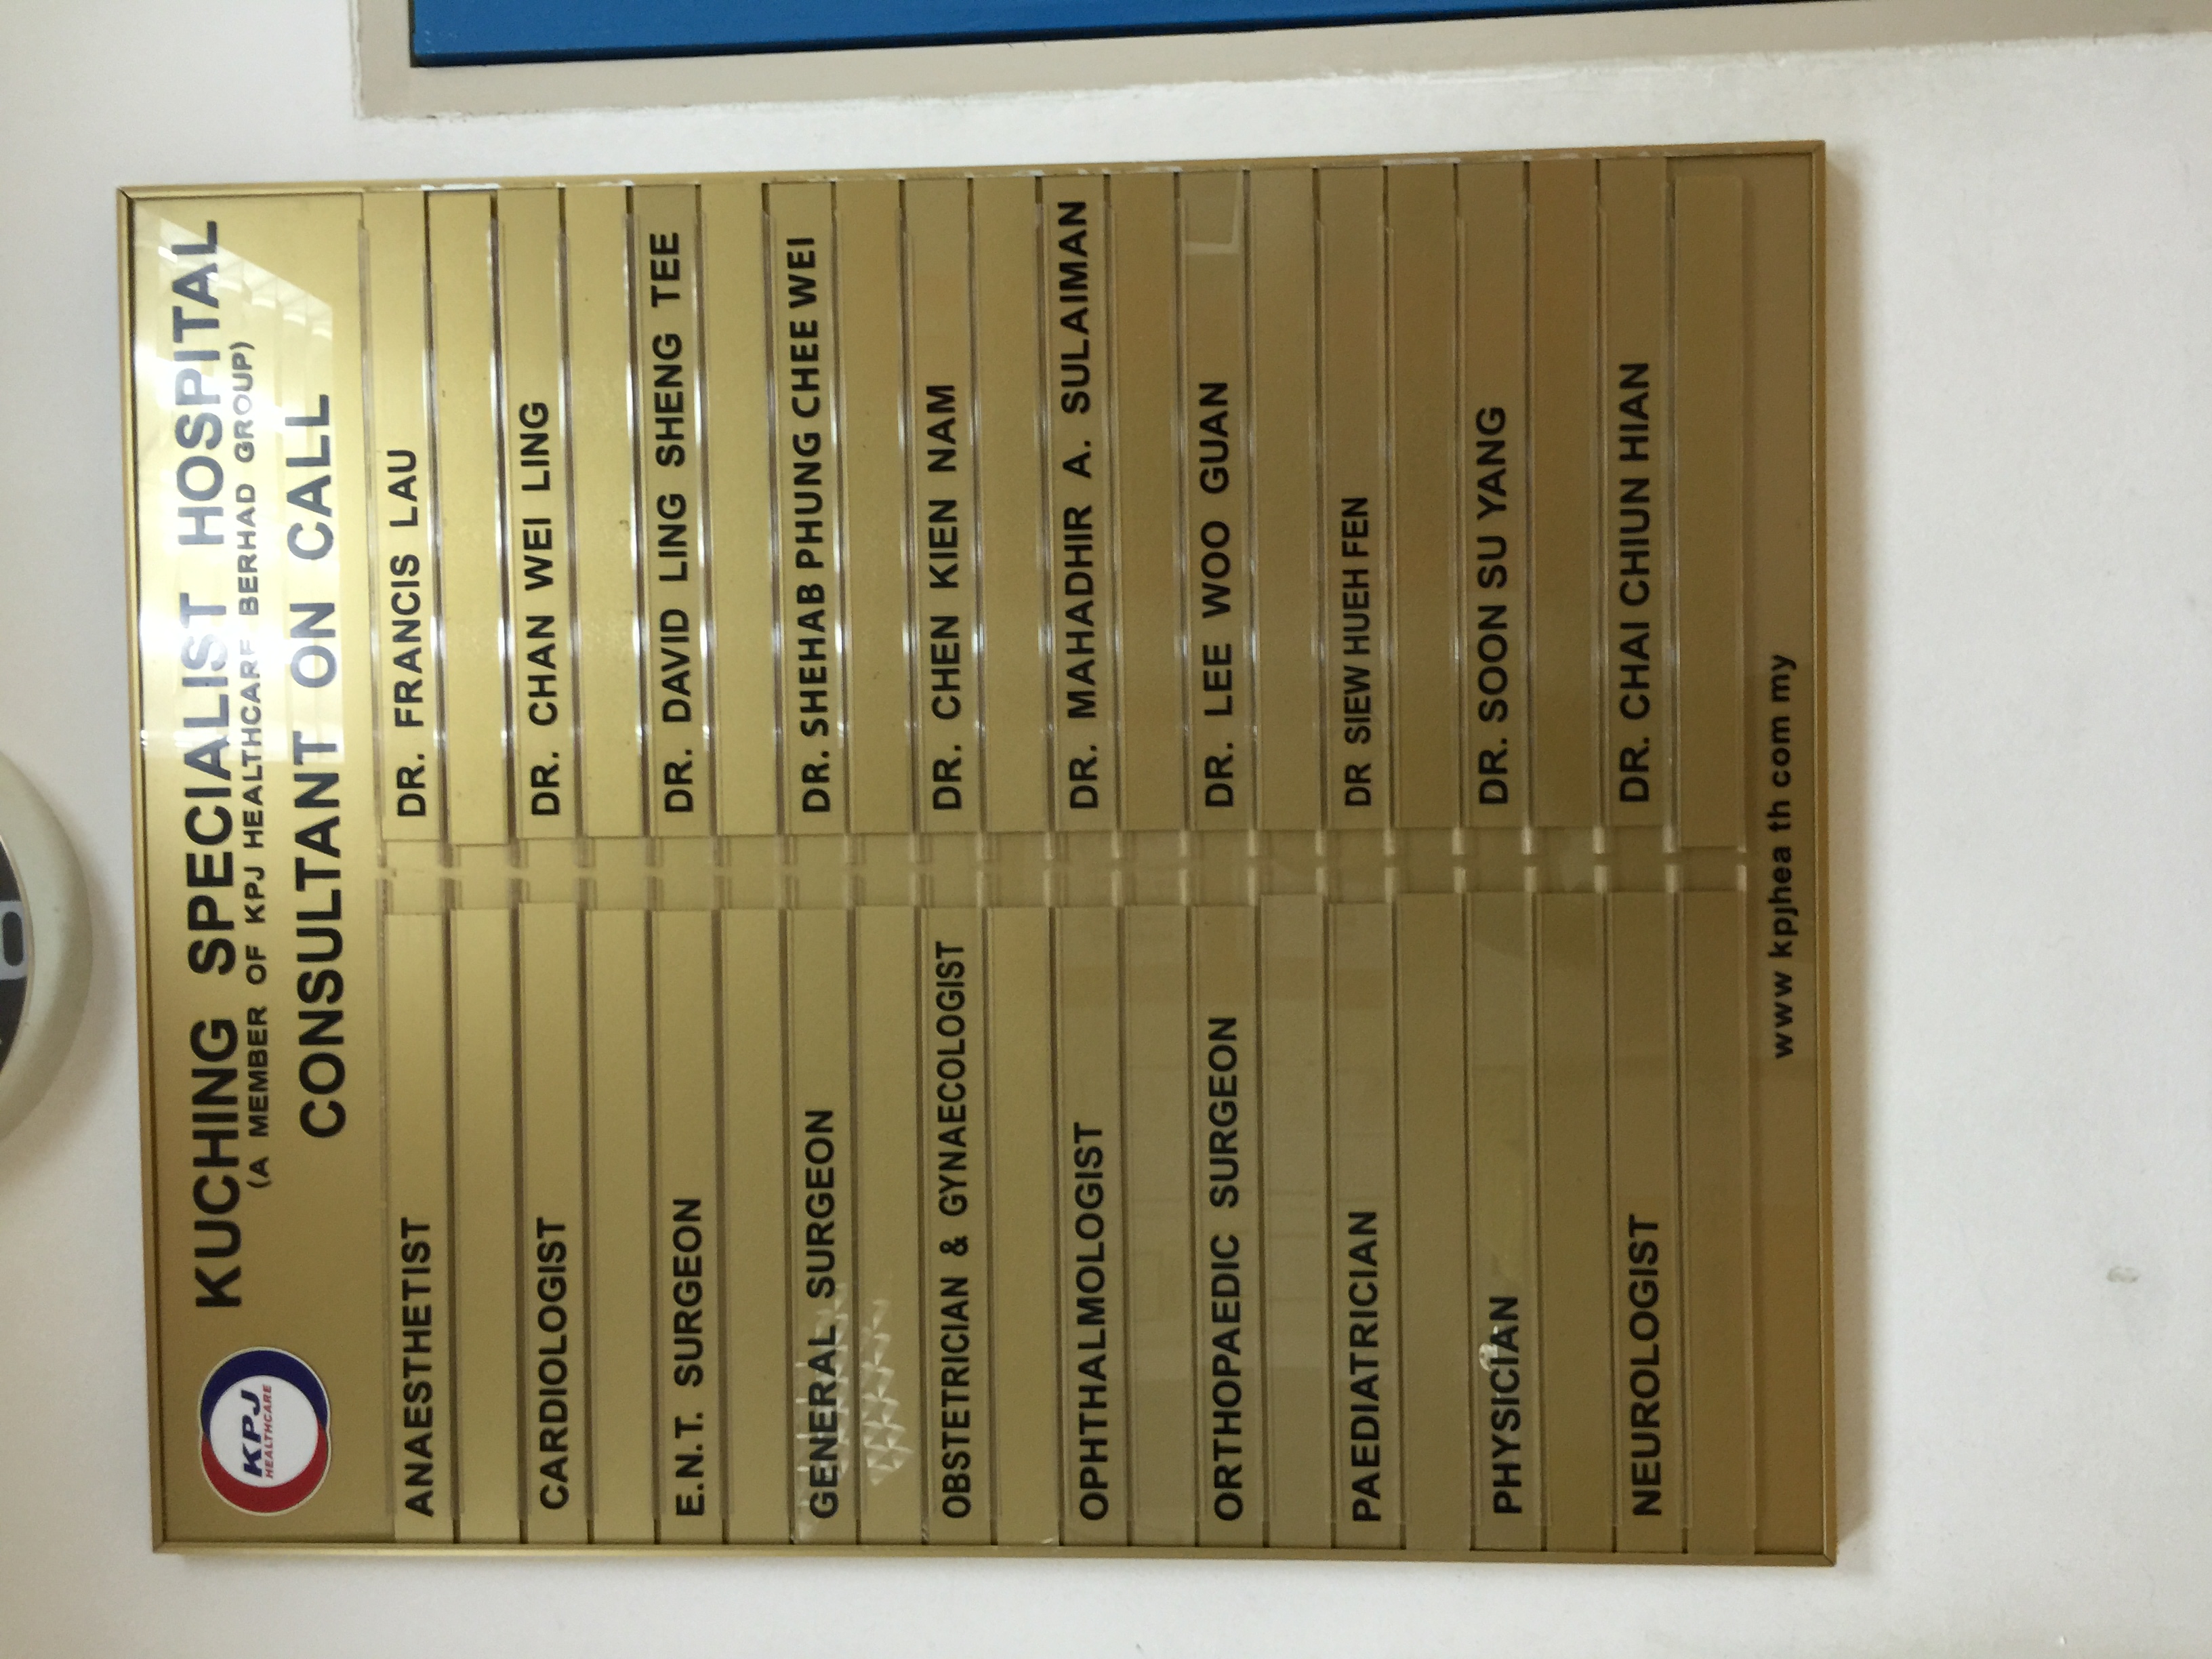 KPJ
HEALTHCARE
KUCHING SPECIALIST HOSPITAL
(A MEMBER OF KPJ HEALTHCARE BERHAD GROUP)
CONSULTANT ON CALL
ANAESTHETIST DR. FRANCIS LAU
CARDIOLOGIST DR. CHAN WEI LING
E.N.T. SURGEON DR. DAVID LING SHENG TEE
GENERAL SURGEON DR. SHEHAB PHUNG CHEE WEI
OBSTETRICIAN & GYNAECOLOGIST DR. CHEN KIEN NAM
OPHTHALMOLOGIST DR. MAHADHIR A. SULAIMAN
ORTHOPAEDIC SURGEON DR. LEE WOO GUAN
PAEDIATRICIAN DR SIEW HUEH FEN
PHYSICIAN DR. SOON SU YANG
NEUROLOGIST DR. CHAI CHIUN HIAN
www kpjhea th com my